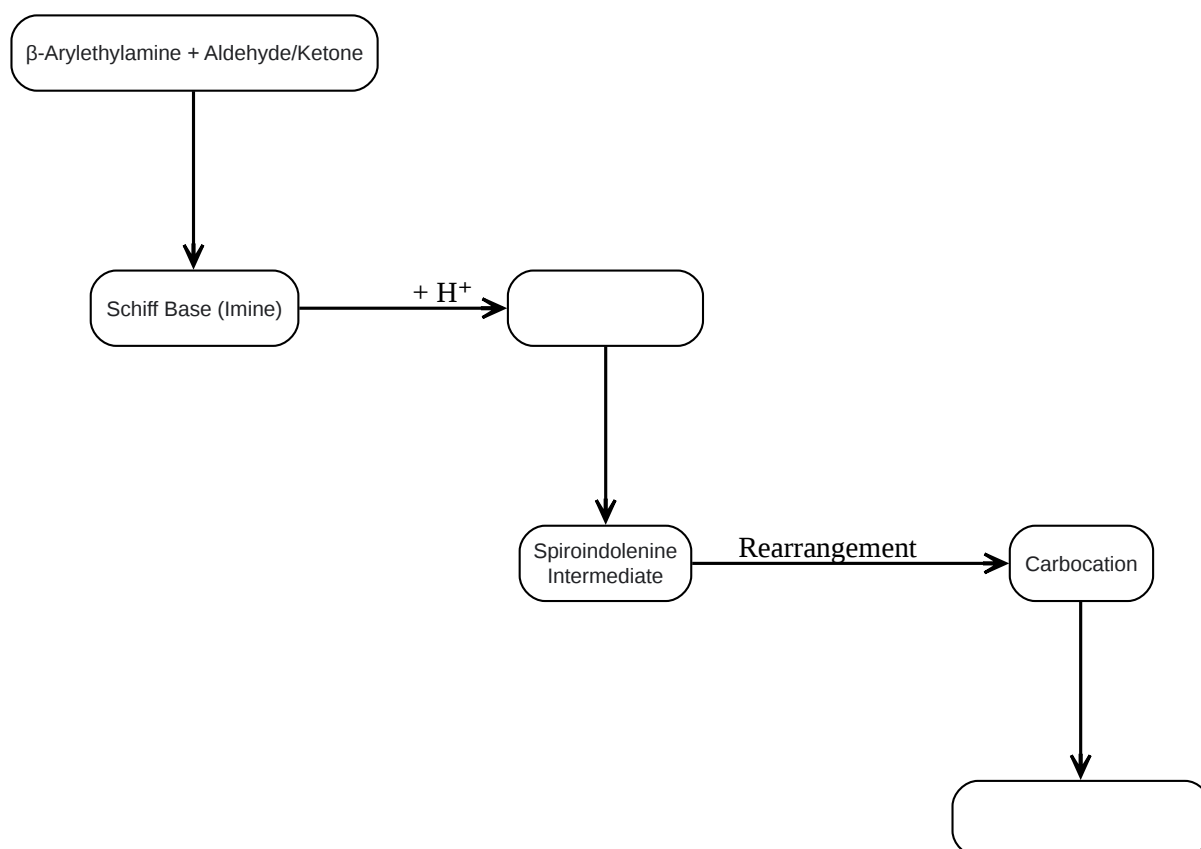 β-Arylethylamine + Aldehyde/Ketone
Schiff Base (Imine)
+ H⁺
Spiroindolenine
Intermediate
Rearrangement
Carbocation